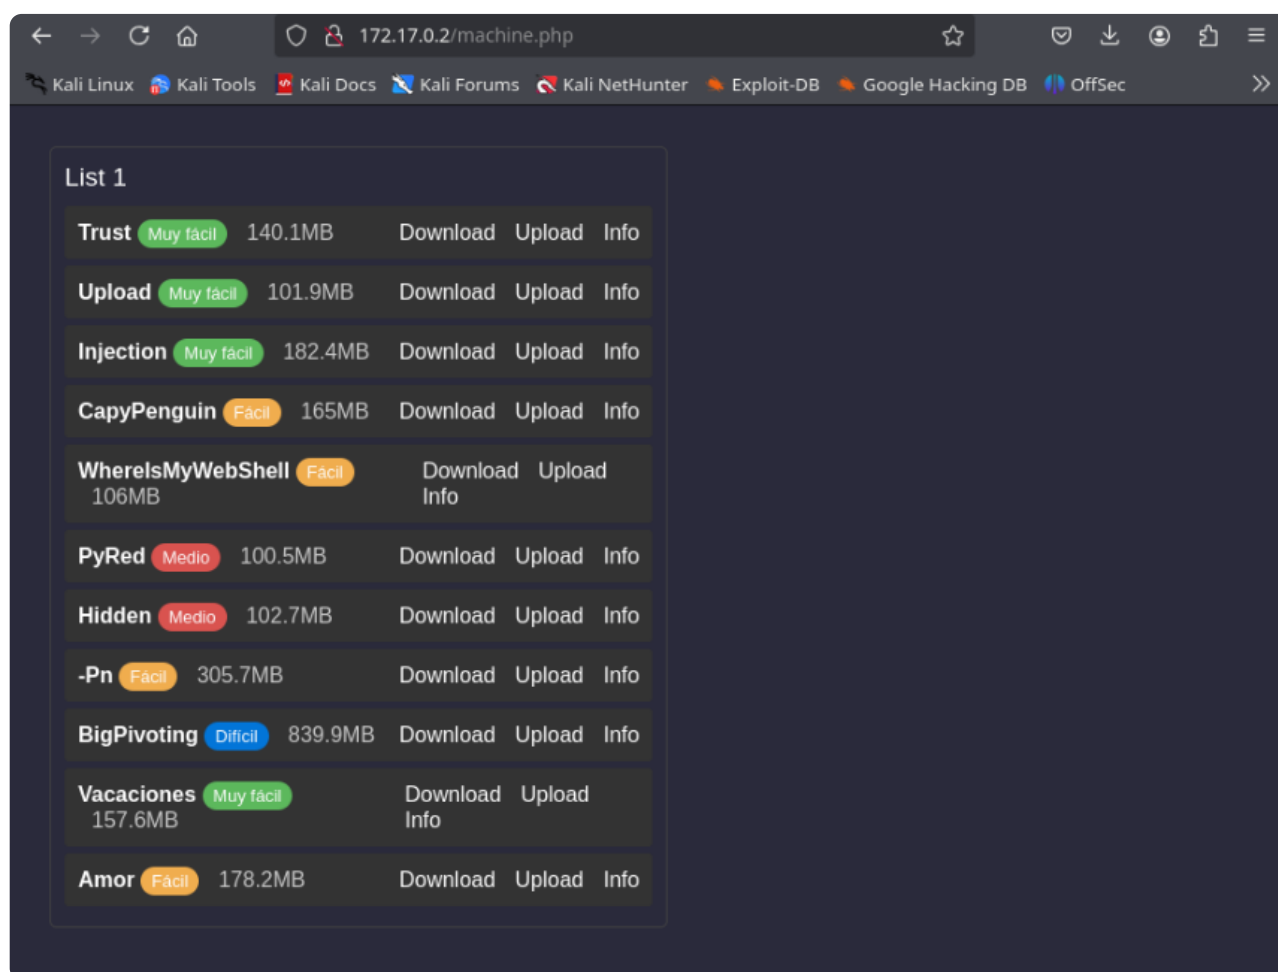 172.17.0.2/machine.php
Kali Linux Kali Tools Kali Docs Kali Forums Kali NetHunter Exploit-DB Google Hacking DB OffSec
List 1
Trust Muy fácil 140.1MB Download Upload Info
Upload Muy fácil 101.9MB Download Upload Info
Injection Muy fácil 182.4MB Download Upload Info
CapyPenguin Fácil 165MB Download Upload Info
WhereIsMyWebShell Fácil Download Upload
106MB Info
PyRed Medio 100.5MB Download Upload Info
Hidden Medio 102.7MB Download Upload Info
-Pn Fácil 305.7MB Download Upload Info
BigPivoting Difícil 839.9MB Download Upload Info
Vacaciones Muy fácil Download Upload
157.6MB Info
Amor Fácil 178.2MB Download Upload Info